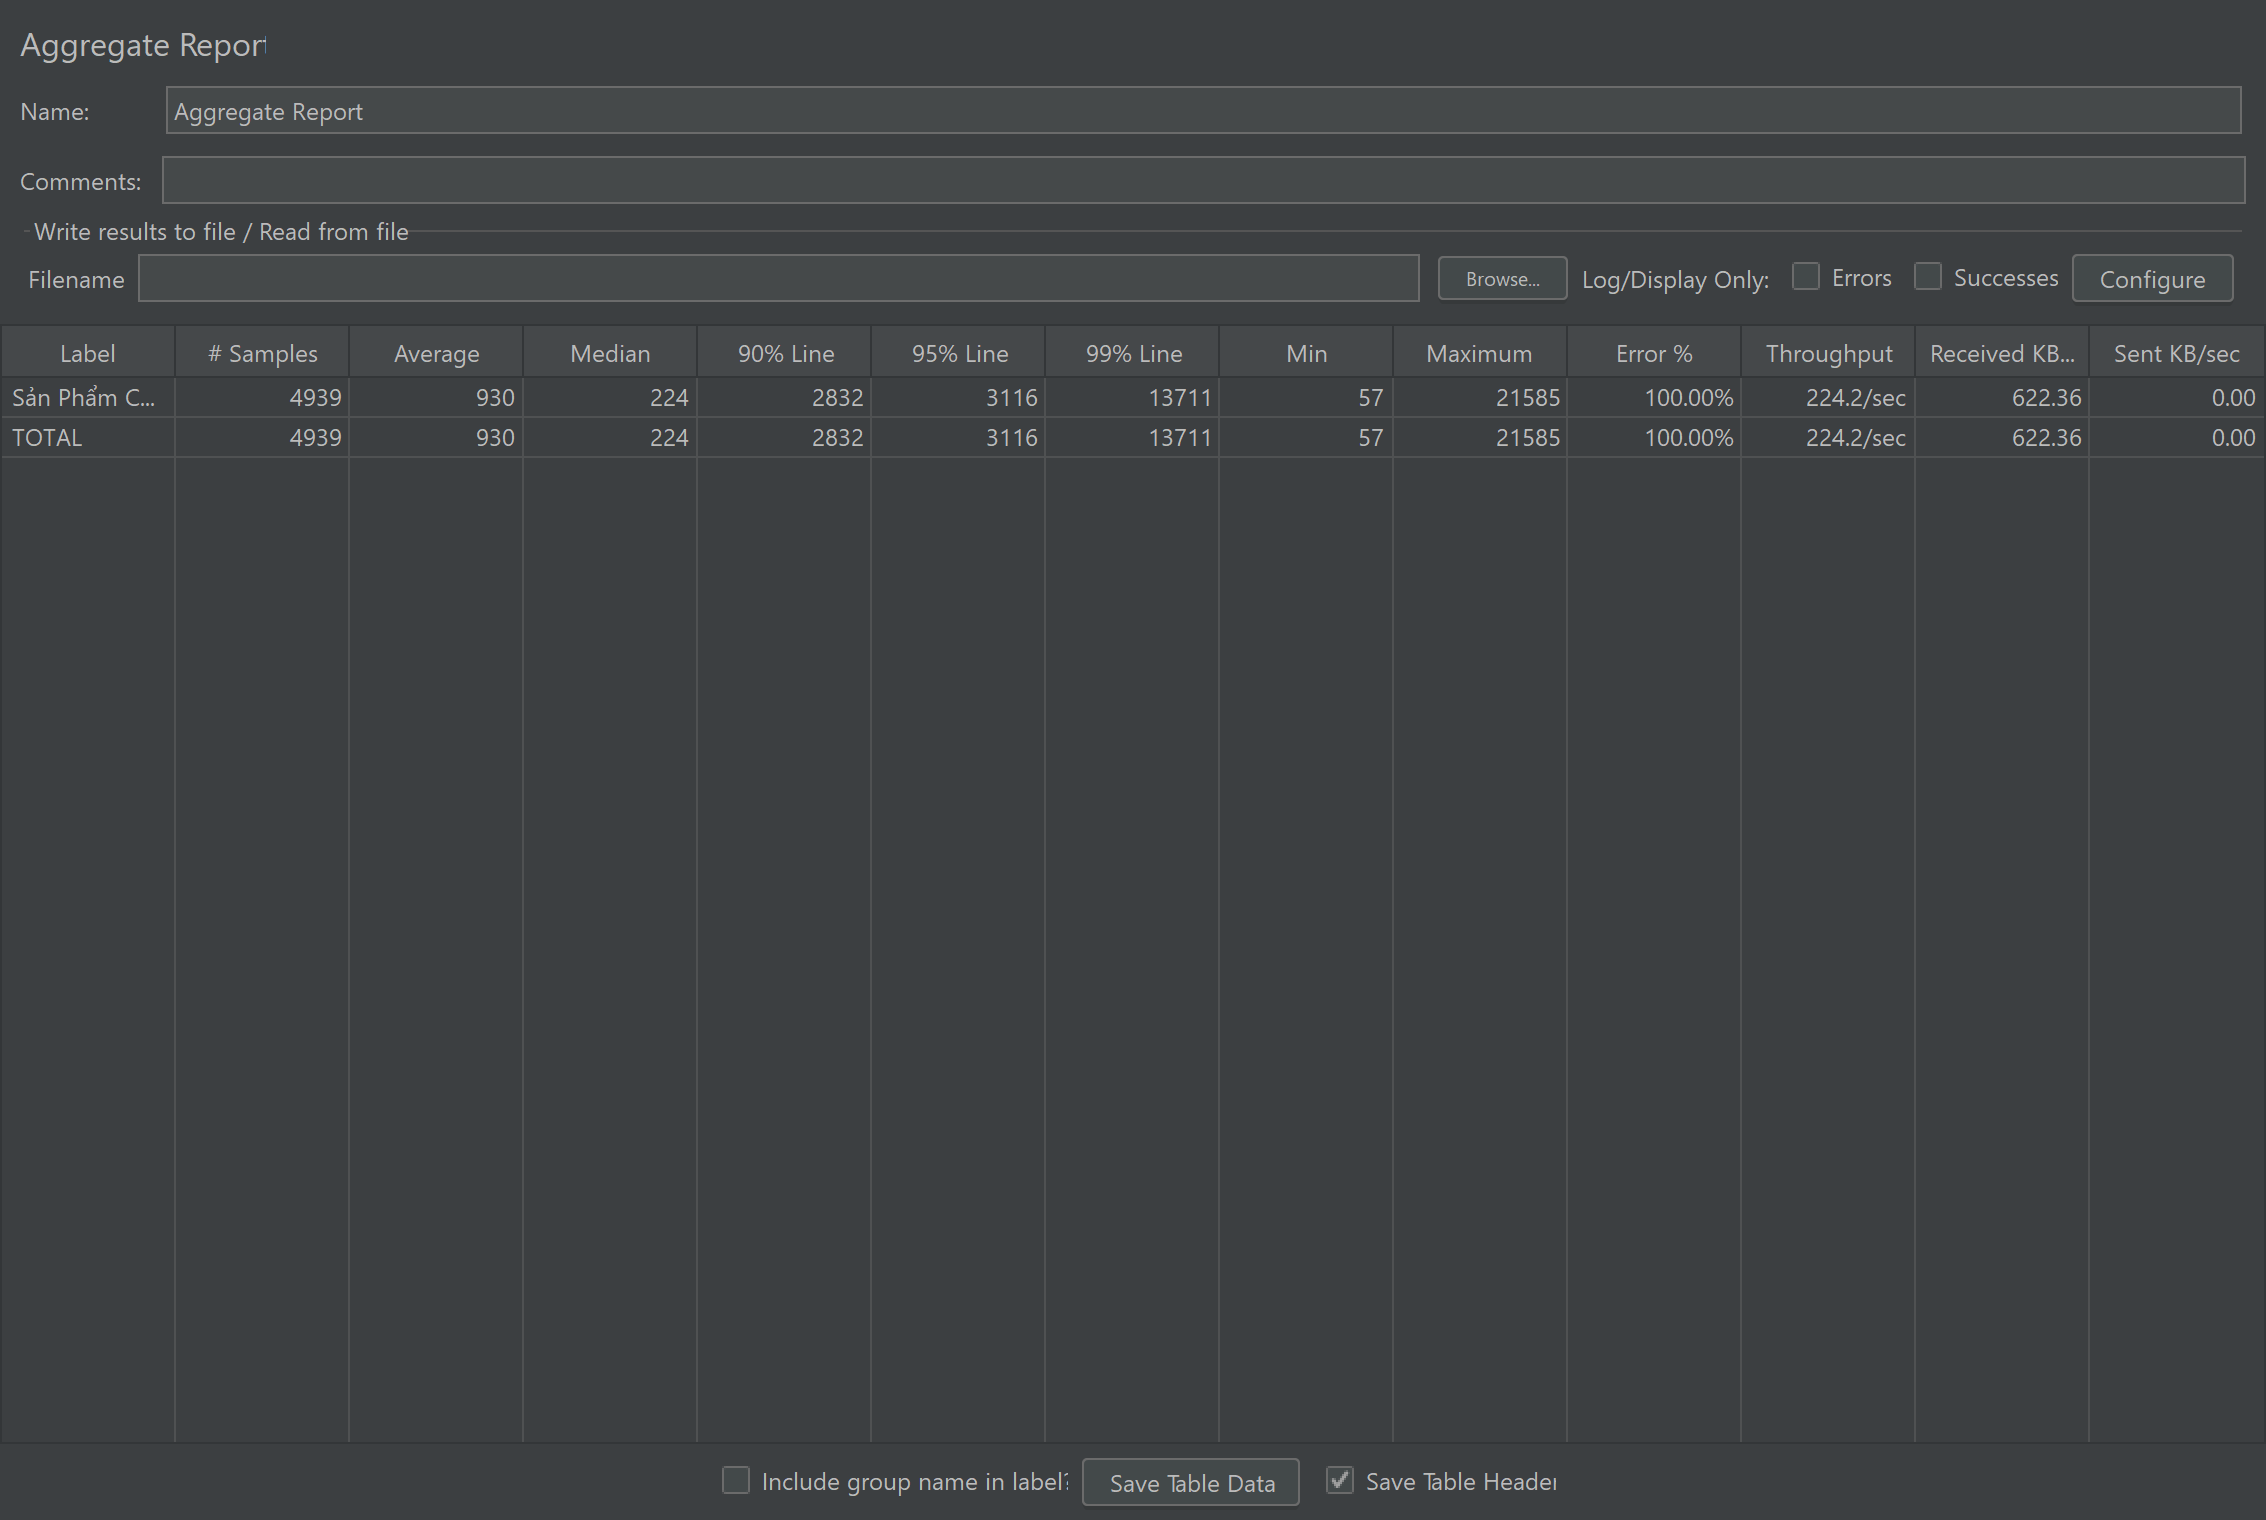 Aggregate Report
Name: Aggregate Report
Comments:
Write results to file / Read from file
Filename Browse... Log/Display Only: Errors Successes Configure
Label # Samples Average Median 90% Line 95% Line 99% Line Min Maximum Error % Throughput Received KB... Sent KB/sec
Sản Phẩm C... 4939 930 224 2832 3116 13711 57 21585 100.00% 224.2/sec 622.36 0.00
TOTAL 4939 930 224 2832 3116 13711 57 21585 100.00% 224.2/sec 622.36 0.00
Include group name in label? Save Table Data Save Table Header